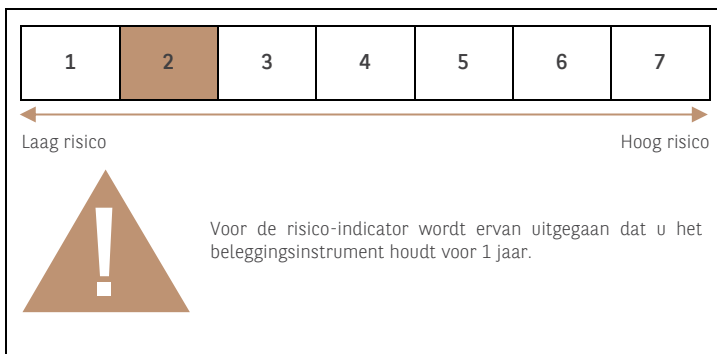 1 2 3 4 5 6 7
Laag risico Hoog risico
!
Voor de risico-indicator wordt ervan uitgegaan dat u het
beleggingsinstrument houdt voor 1 jaar.